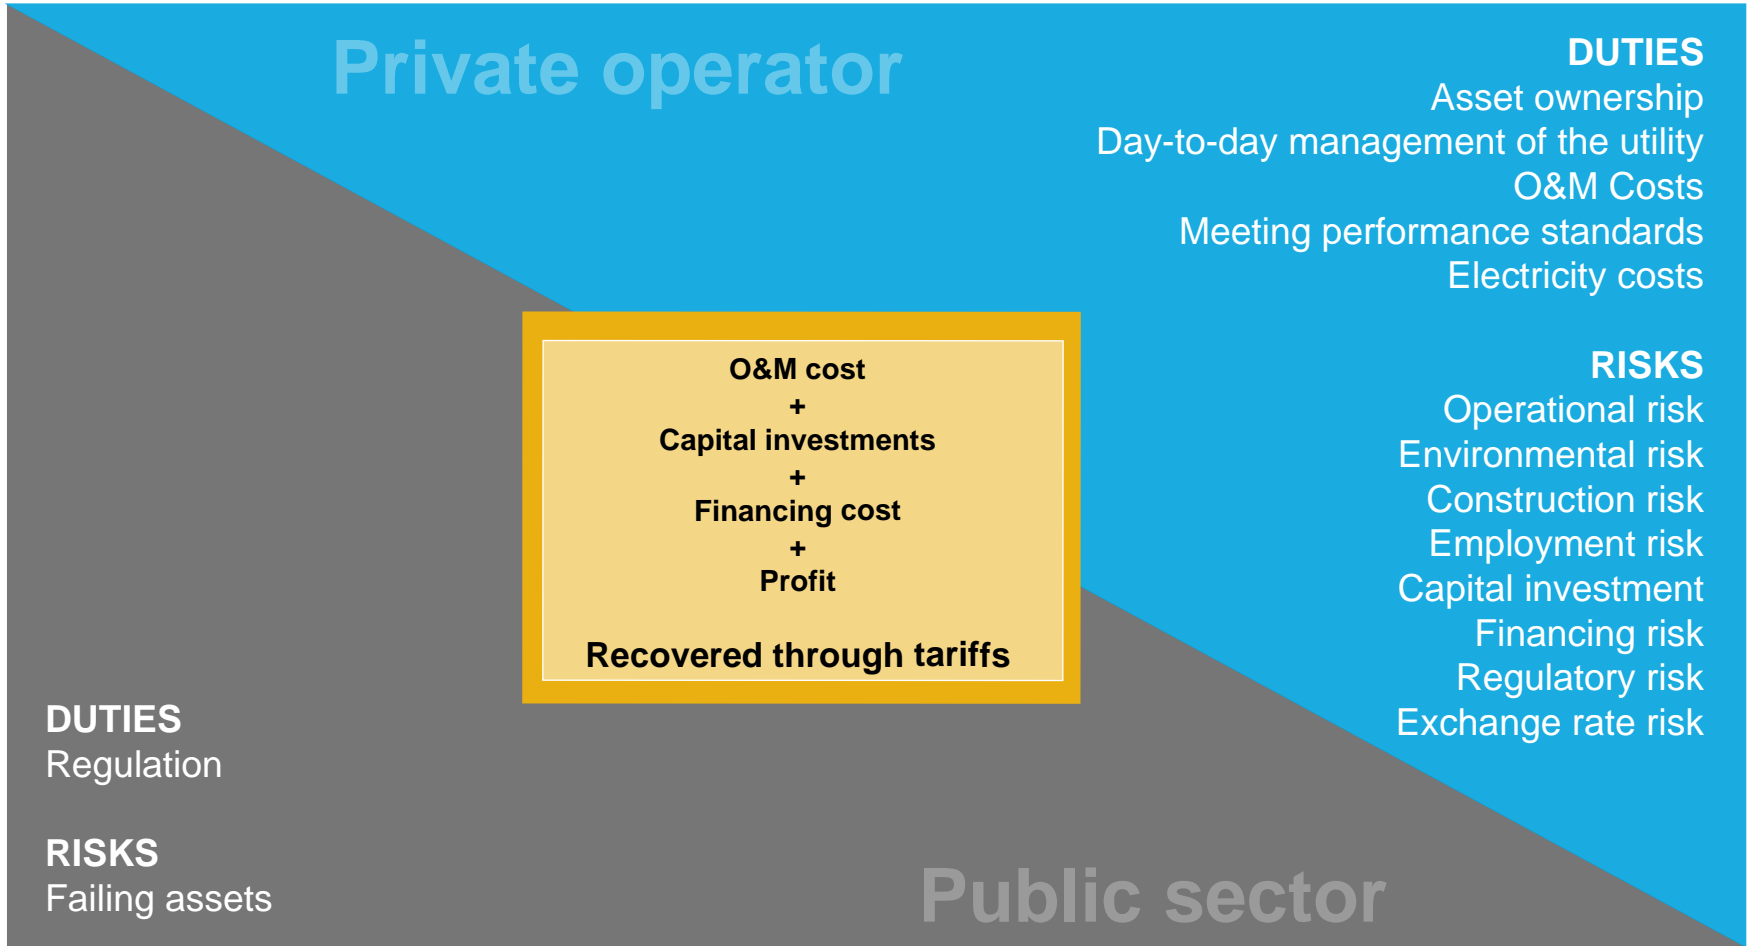 Private operator
DUTIES
Asset ownership
Day-to-day management of the utility
O&M Costs
Meeting performance standards
Electricity costs
RISKS
Operational risk
Environmental risk
Construction risk
Employment risk
Capital investment
Financing risk
Regulatory risk
Exchange rate risk
O&M cost
+
Capital investments
+
Financing cost
+
Profit
Recovered through tariffs
DUTIES
Regulation
RISKS
Failing assets
Public sector